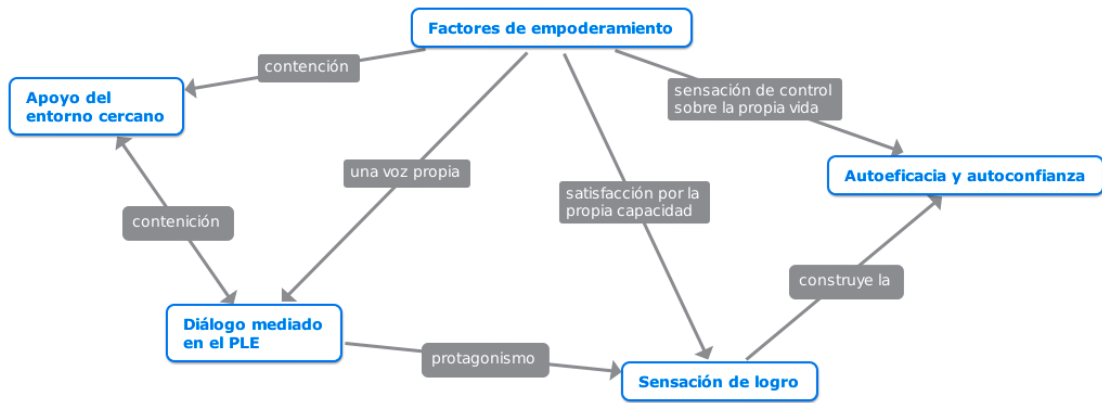 Factores de empoderamiento
contención
Apoyo del
entorno cercano
sensación de control
sobre la propia vida
una voz propia
Autoeficacia y autoconfianza
satisfacción por la
propia capacidad
contenición
construye la
Diálogo mediado
en el PLE
protagonismo
Sensación de logro